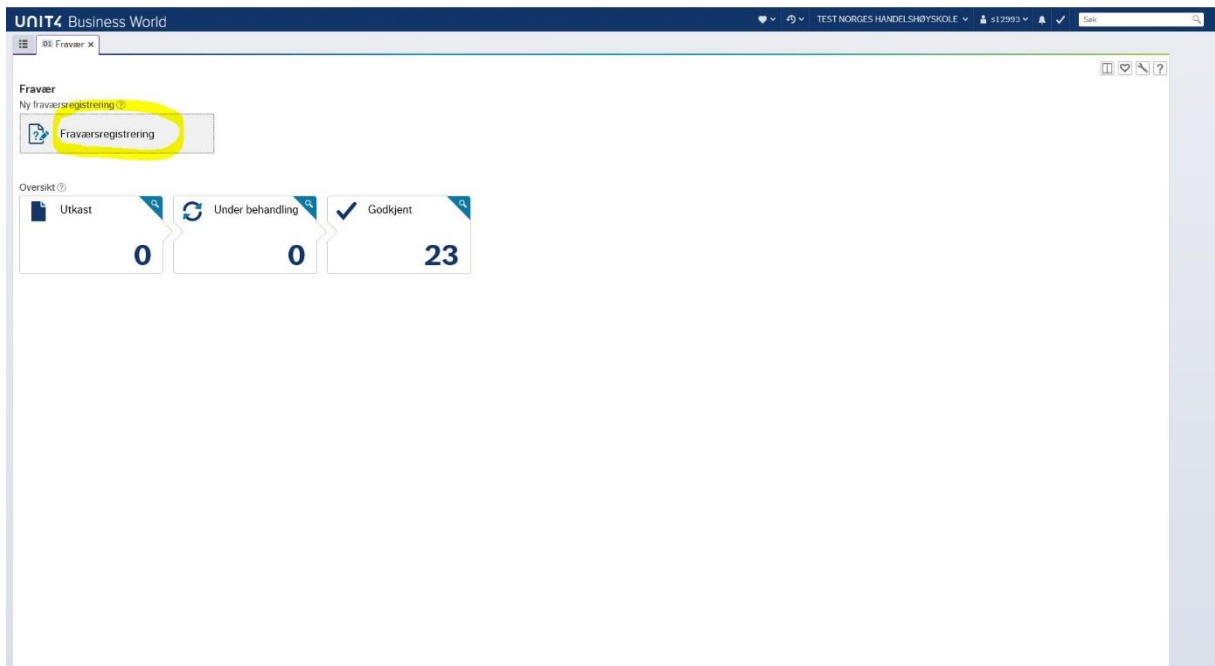 UNIT4 Business World
TEST NORGES HANDELSHØYSKOLE
s12993
Søk
01 Fravær ×
Fravær
Ny fraværsregistrering ?
Fraværsregistrering
Oversikt ?
Utkast
0
Under behandling
0
Godkjent
23